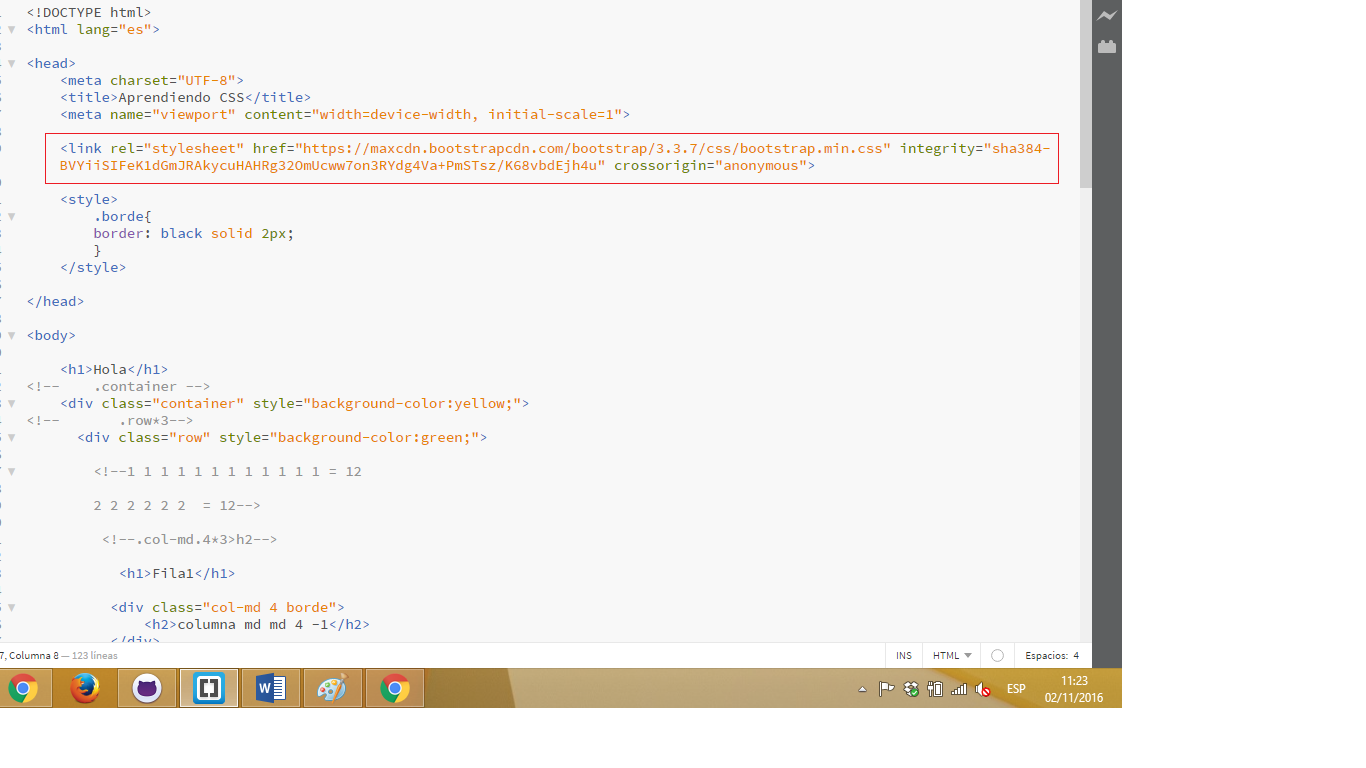 <!DOCTYPE html>
<html lang="es">
<head>
<meta charset="UTF-8">
<title>Aprendiendo CSS</title>
<meta name="viewport" content="width=device-width, initial-scale=1">
<link rel="stylesheet" href="https://maxcdn.bootstrapcdn.com/bootstrap/3.3.7/css/bootstrap.min.css" integrity="sha384-
BVYiiSIFeK1dGmJRAkycuHAHRg32OmUcww7on3RYdg4Va+PmSTsz/K68vbdEjh4u" crossorigin="anonymous">
<style>
.borde{
border: black solid 2px;
}
</style>
</head>
<body>
<h1>Hola</h1>
<!-- .container -->
<div class="container" style="background-color:yellow;">
<!-- .row*3-->
<div class="row" style="background-color:green;">
<!--1 1 1 1 1 1 1 1 1 1 1 1 = 12
2 2 2 2 2 2 = 12-->
<!--.col-md.4*3>h2-->
<h1>Fila1</h1>
<div class="col-md 4 borde">
<h2>columna md md 4 -1</h2>
</div>
7, Columna 8 — 123 líneas
INS HTML Espacios: 4
W ESP 11:23
02/11/2016